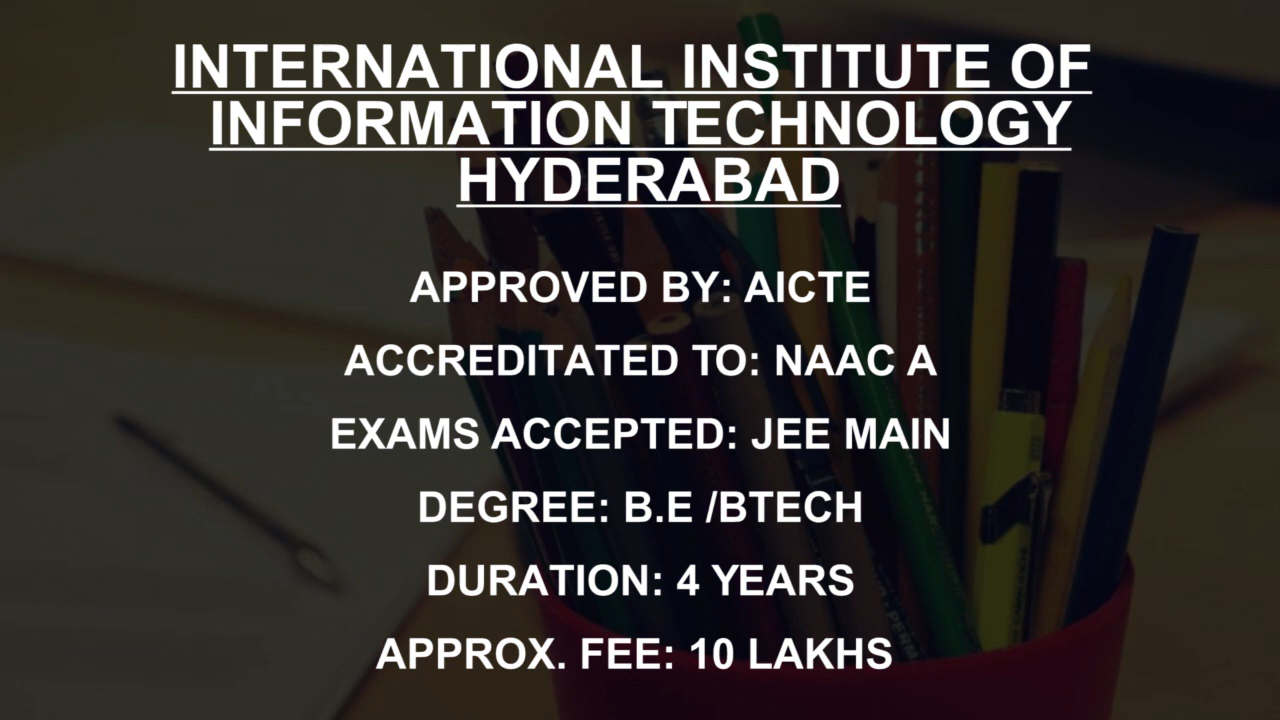 INTERNATIONAL INSTITUTE OF
INFORMATION TECHNOLOGY
HYDERABAD
APPROVED BY: AICTE
ACCREDITATED TO: NAAC A
EXAMS ACCEPTED: JEE MAIN
DEGREE: B.E /BTECH
DURATION: 4 YEARS
APPROX. FEE: 10 LAKHS